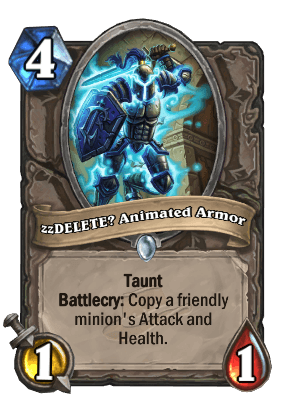 4
zzDELETE? Animated Armor
Taunt
Battlecry: Copy a friendly
minion's Attack and
Health.
1
1